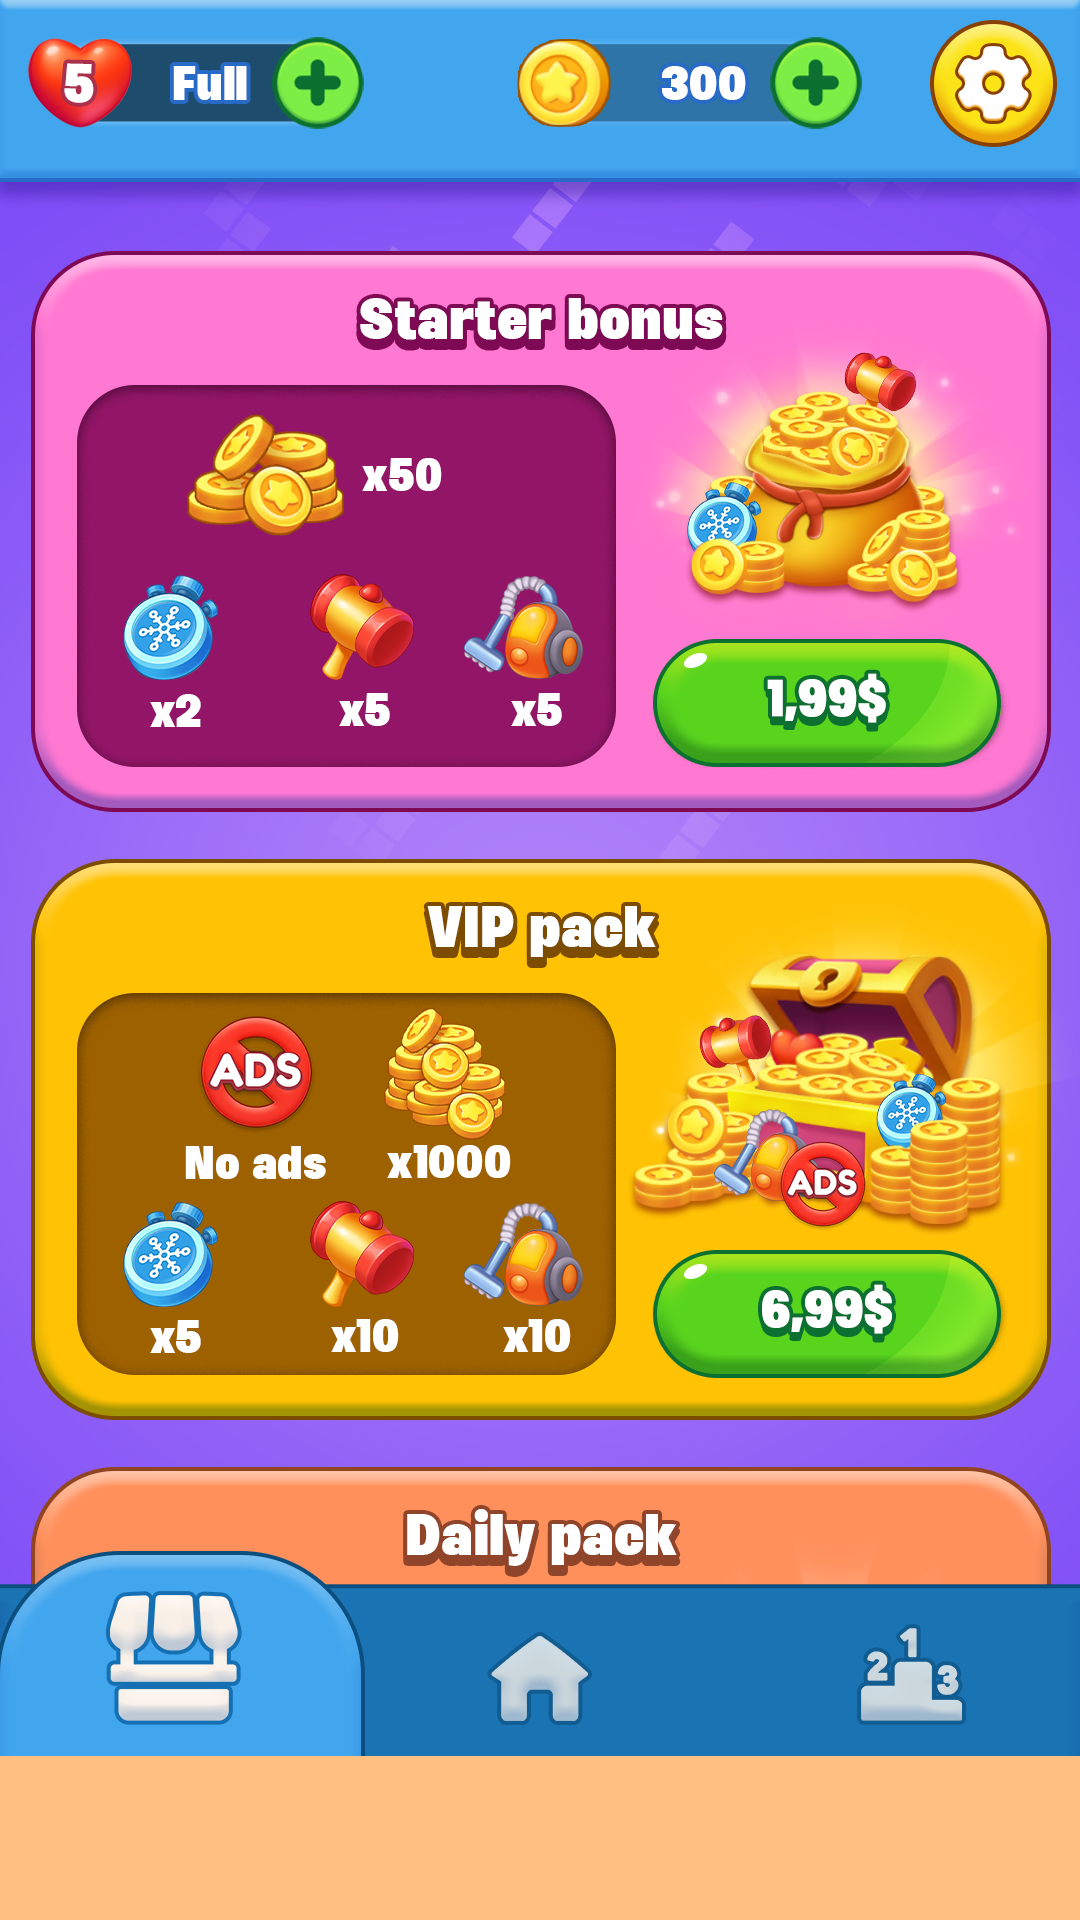 5 Full 300
Starter bonus
x50
x2 x5 x5
1,99$
VIP pack
ADS
No ads x1000
ADS
x5 x10 x10
6,99$
Daily pack
1
2 3